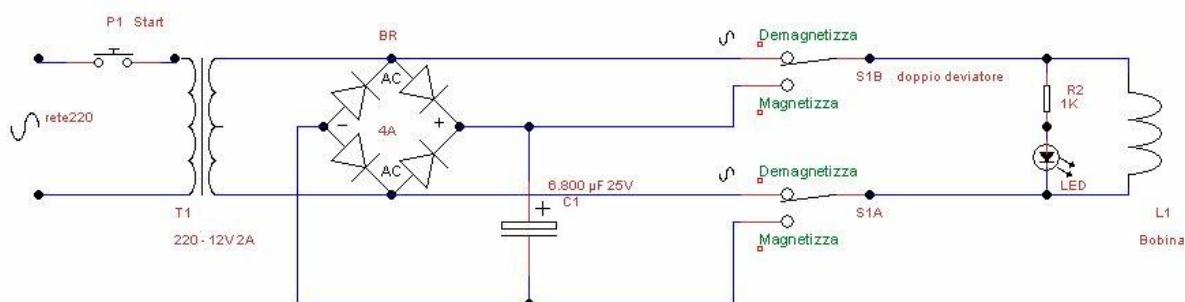 P1 Start
BR
Demagnetizza
AC
S1B doppio deviatore
R2
1K
rete220
4A
- +
Magnetizza
AC
Demagnetizza
6.800 µF 25V
+
C1
LED
S1A
T1
220 - 12V 2A
Magnetizza
L1
Bobina